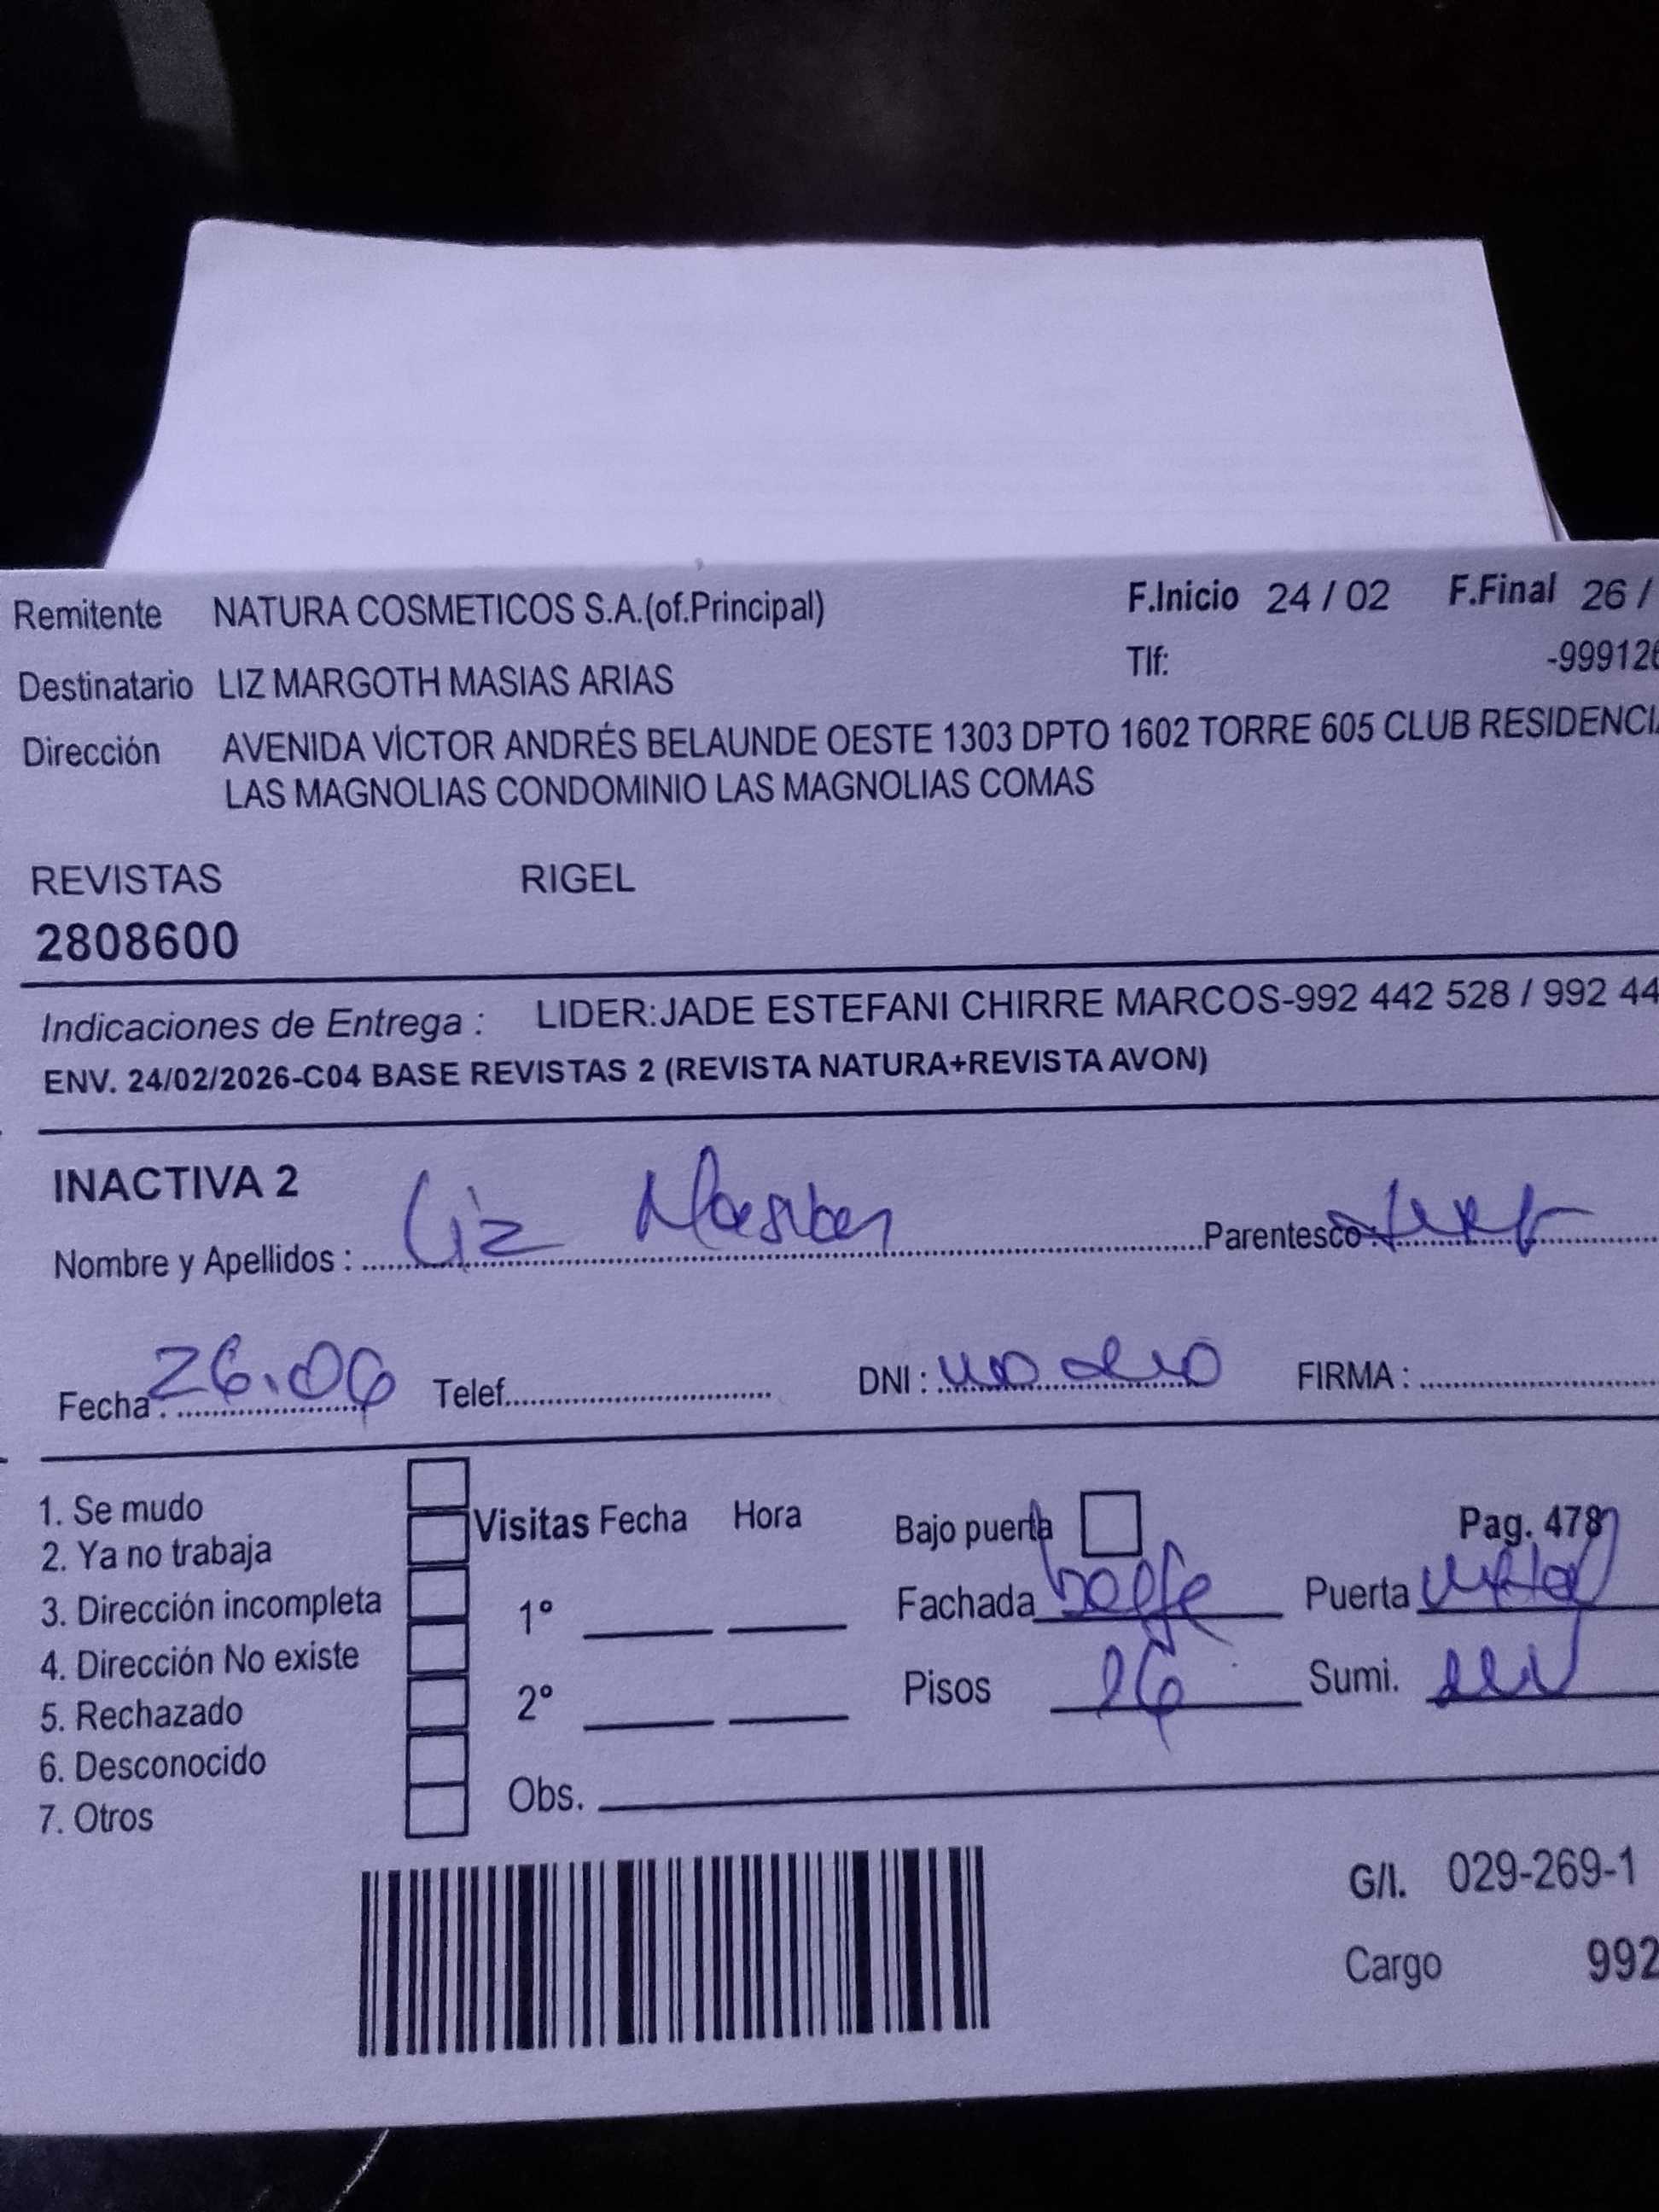 Remitente NATURA COSMETICOS S.A.(of.Principal) F.Inicio 24 / 02 F.Final 26 /
Destinatario LIZ MARGOTH MASIAS ARIAS Tlf: -999126
Dirección AVENIDA VÍCTOR ANDRÉS BELAUNDE OESTE 1303 DPTO 1602 TORRE 605 CLUB RESIDENCIA
LAS MAGNOLIAS CONDOMINIO LAS MAGNOLIAS COMAS
REVISTAS RIGEL
2808600
Indicaciones de Entrega : LIDER:JADE ESTEFANI CHIRRE MARCOS-992 442 528 / 992 44
ENV. 24/02/2026-C04 BASE REVISTAS 2 (REVISTA NATURA+REVISTA AVON)
INACTIVA 2
Nombre y Apellidos : Liz Masias Parentesco :
Fecha : 26.06 Telef. DNI : no dio FIRMA :
1. Se mudo
2. Ya no trabaja
3. Dirección incompleta
4. Dirección No existe
5. Rechazado
6. Desconocido
7. Otros
Visitas Fecha Hora
1°
2°
Obs.
Bajo puerta Pag. 478
Fachada Puerta
Pisos Sumi.
G/I. 029-269-1
Cargo 992